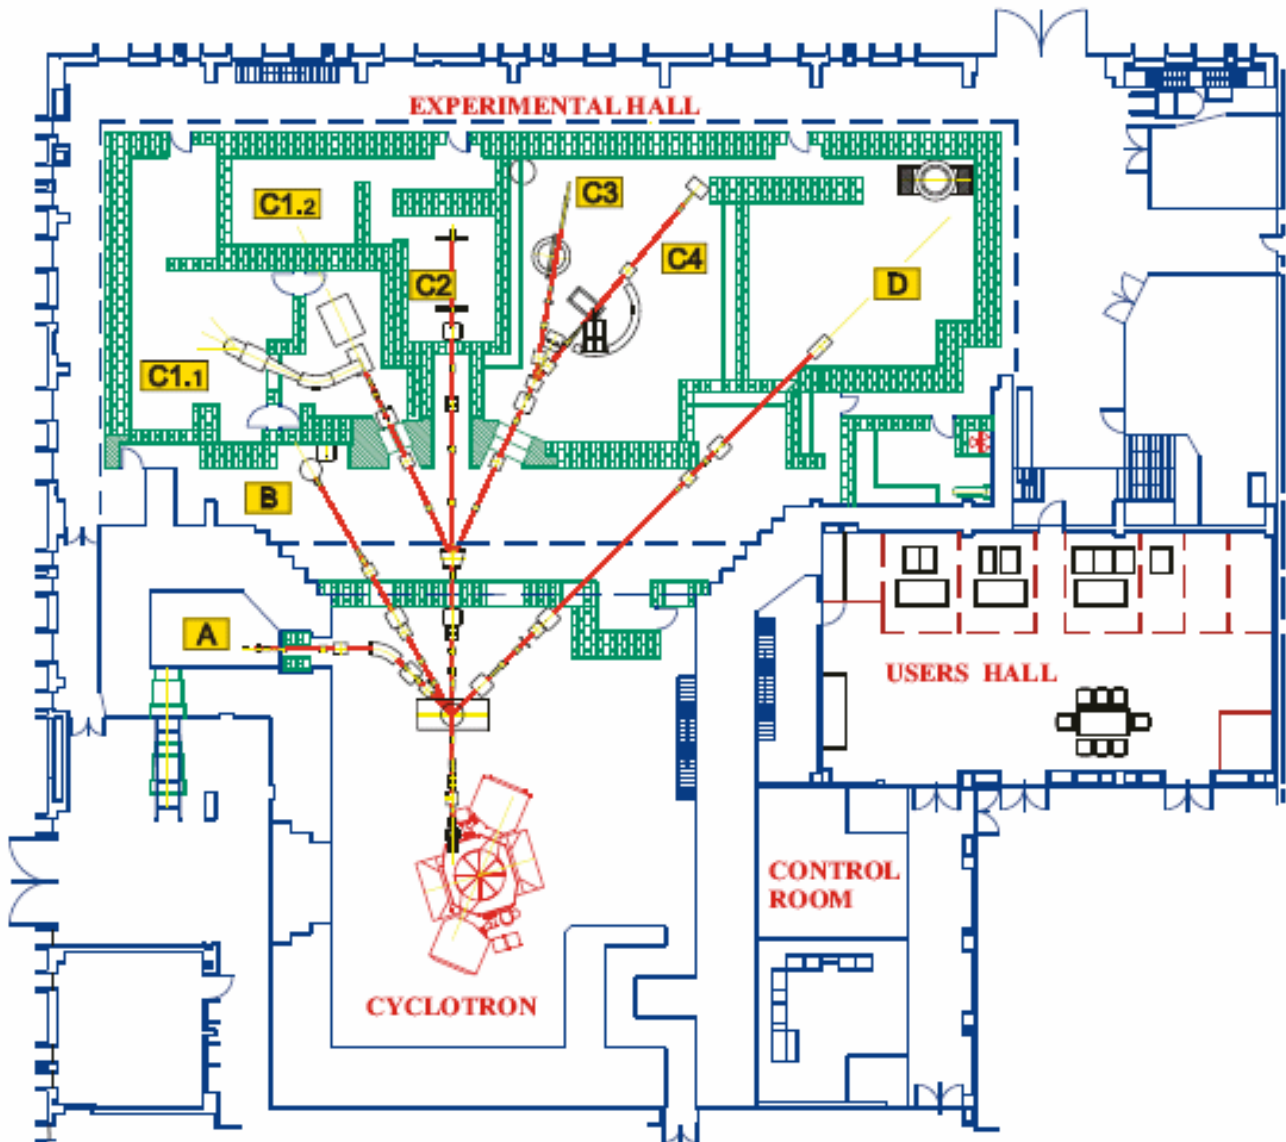 EXPERIMENTAL HALL
C1.2
C3
C4
C2
D
C1.1
B
A
USERS HALL
CONTROL
ROOM
CYCLOTRON